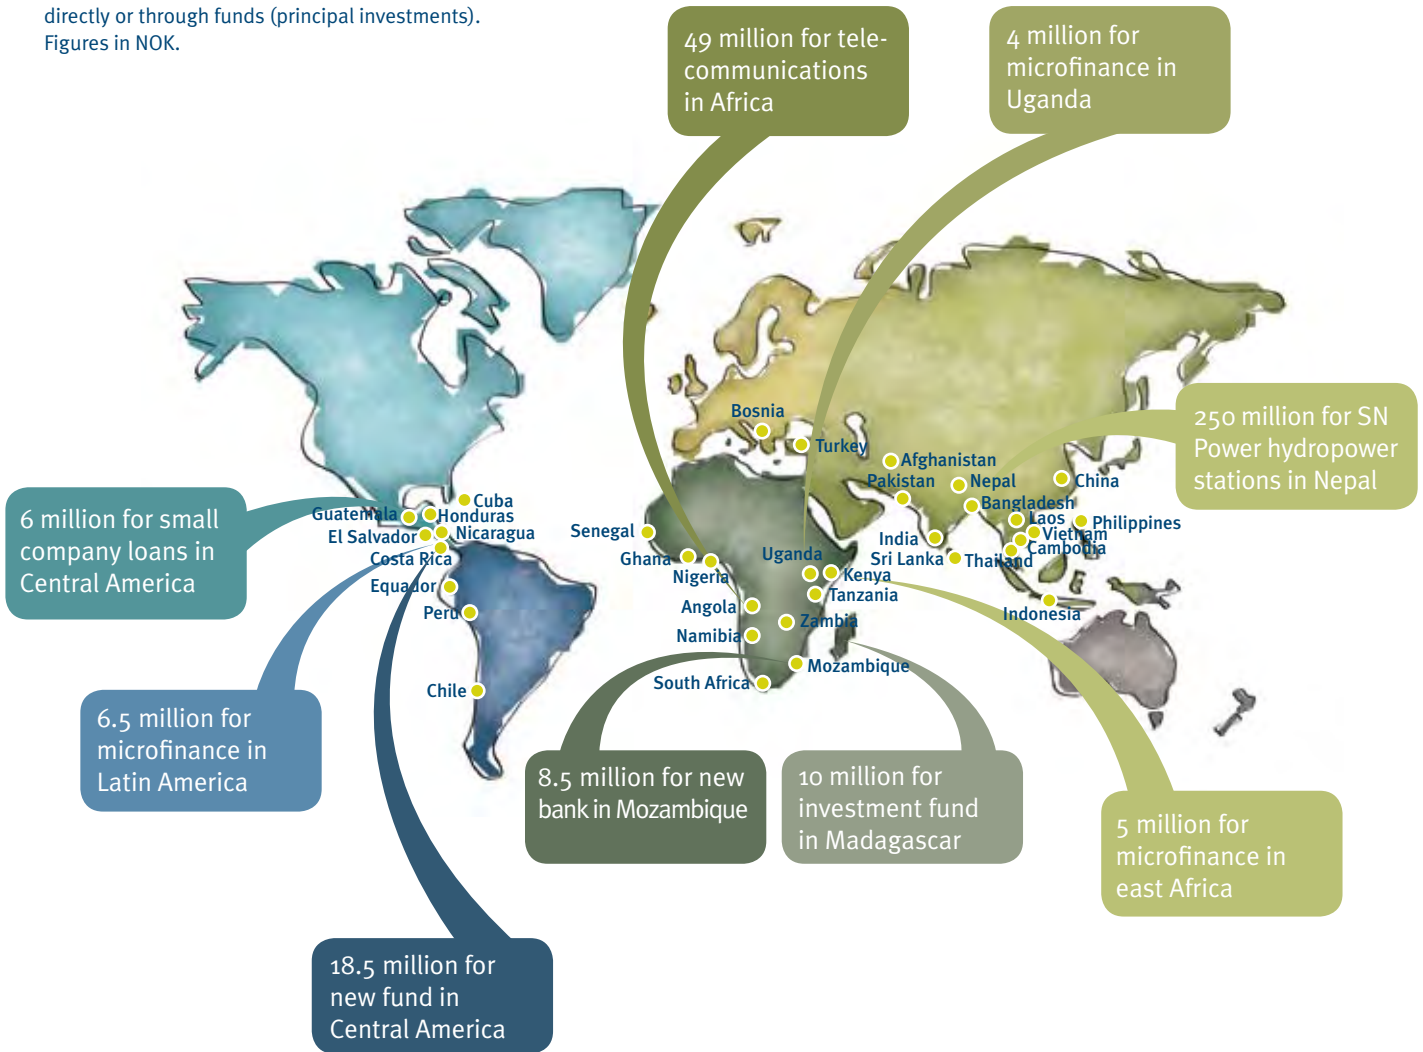 directly or through funds (principal investments).
Figures in NOK.
49 million for tele-
communications
in Africa
4 million for
microfinance in
Uganda
250 million for SN
Power hydropower
stations in Nepal
6 million for small
company loans in
Central America
6.5 million for
microfinance in
Latin America
18.5 million for
new fund in
Central America
8.5 million for new
bank in Mozambique
10 million for
investment fund
in Madagascar
5 million for
microfinance in
east Africa
Bosnia
Turkey
Afghanistan
Pakistan
Nepal
China
Bangladesh
Laos
Philippines
Vietnam
India
Cambodia
Sri Lanka
Thailand
Indonesia
Cuba
Guatemala
Honduras
El Salvador
Nicaragua
Costa Rica
Equador
Peru
Chile
Senegal
Ghana
Nigeria
Uganda
Kenya
Tanzania
Angola
Zambia
Namibia
Mozambique
South Africa